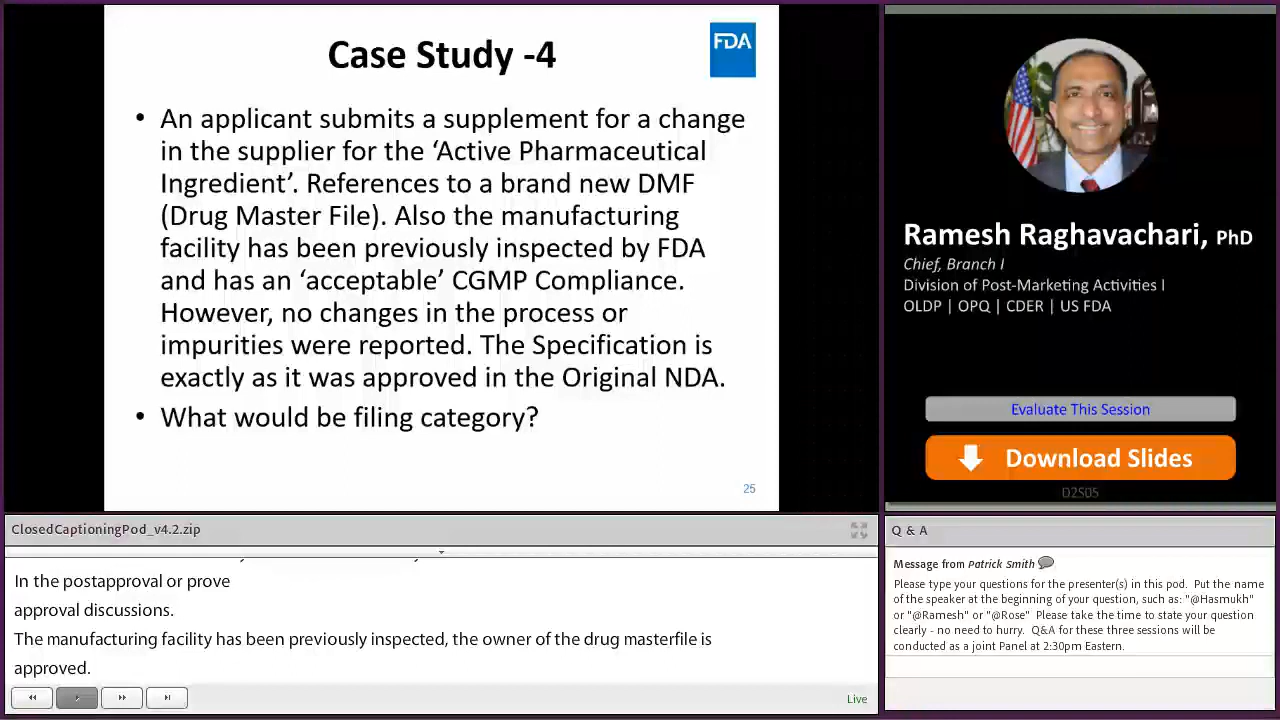 FDA
Case Study -4
• An applicant submits a supplement for a change
in the supplier for the ‘Active Pharmaceutical
Ingredient’. References to a brand new DMF
(Drug Master File). Also the manufacturing
facility has been previously inspected by FDA
and has an ‘acceptable’ CGMP Compliance.
However, no changes in the process or
impurities were reported. The Specification is
exactly as it was approved in the Original NDA.
• What would be filing category?
25
Ramesh Raghavachari, PhD
Chief, Branch I
Division of Post-Marketing Activities I
OLDP | OPQ | CDER | US FDA
Evaluate This Session
Download Slides
D2S05
ClosedCaptioningPod_v4.2.zip
In the postapproval or prove
approval discussions.
The manufacturing facility has been previously inspected, the owner of the drug masterfile is
approved.
Live
Q & A
Message from Patrick Smith
Please type your questions for the presenter(s) in this pod. Put the name
of the speaker at the beginning of your question, such as: "@Hasmukh"
or "@Ramesh" or "@Rose" Please take the time to state your question
clearly - no need to hurry. Q&A for these three sessions will be
conducted as a joint Panel at 2:30pm Eastern.